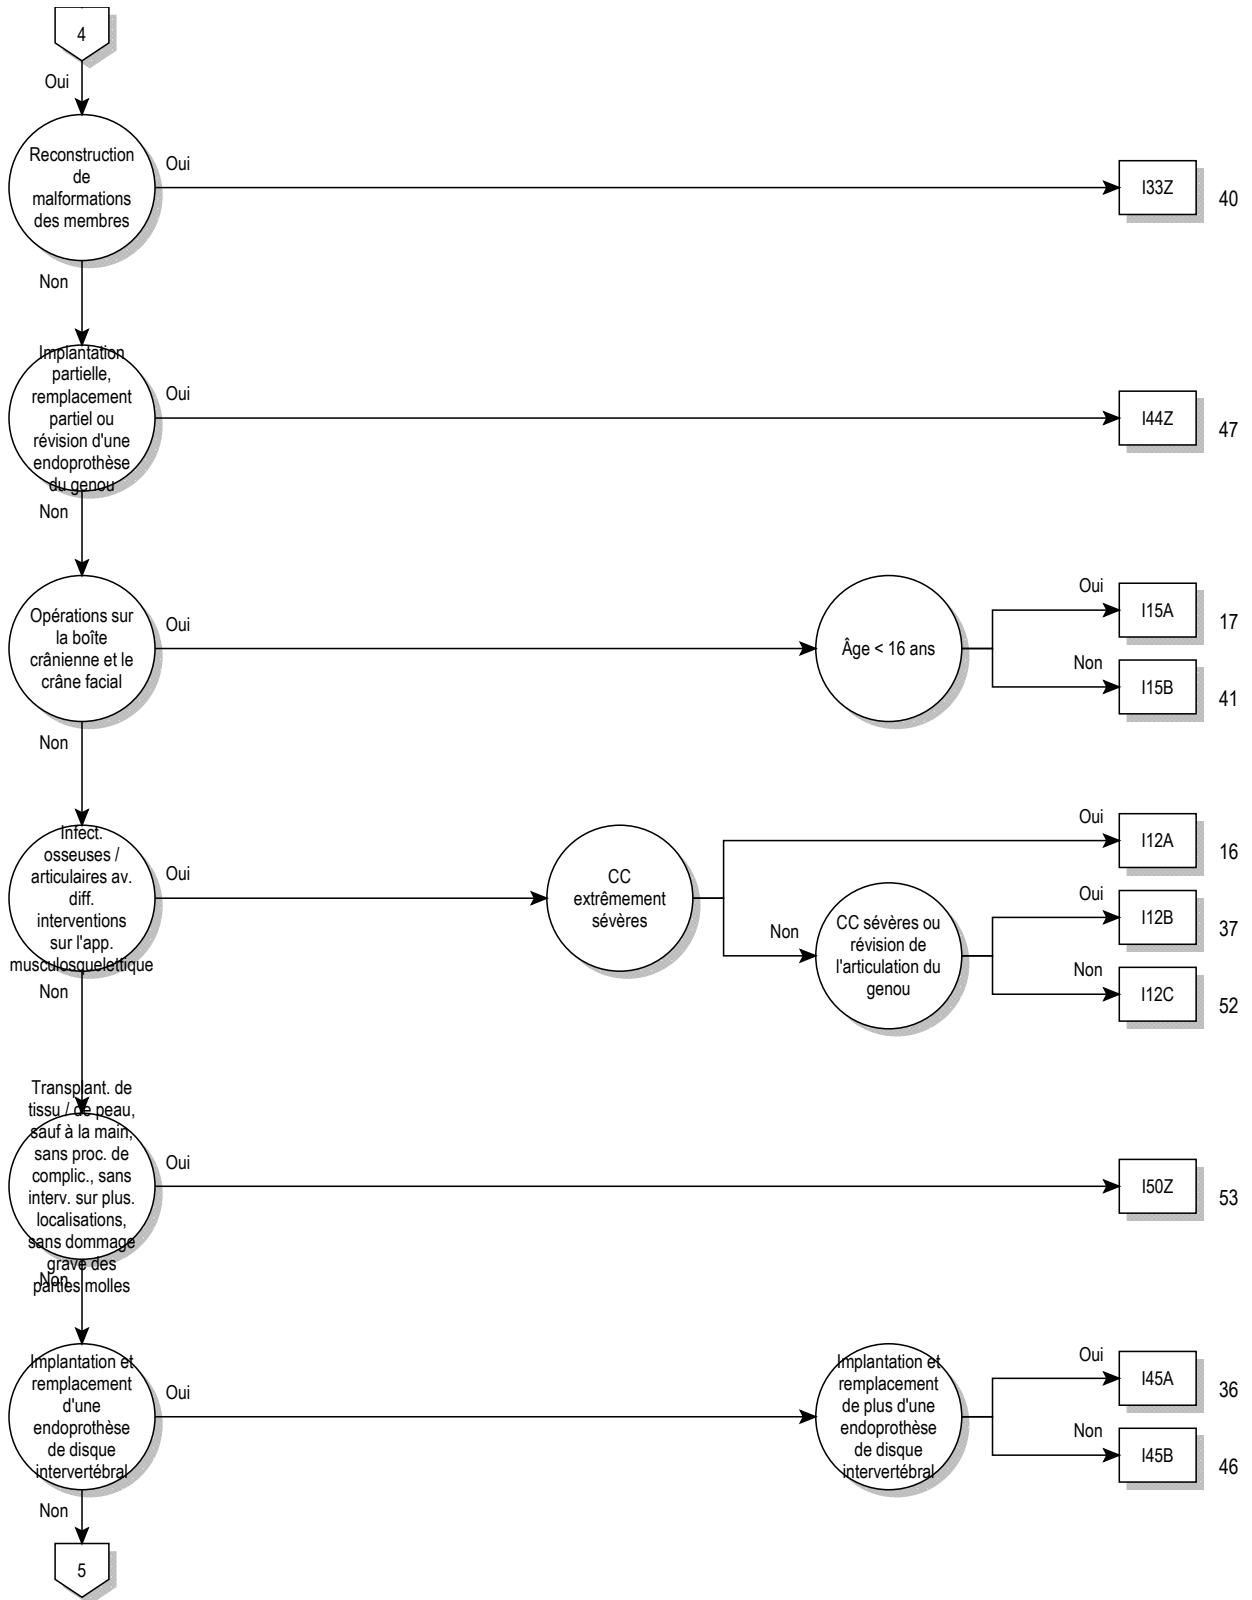 4
Oui
Reconstruction
de
malformations
des membres
Oui
I33Z
40
Non
Implantation
partielle,
remplacement
partiel ou
révision d'une
endoprothèse
du genou
Oui
I44Z
47
Non
Opérations sur
la boîte
crânienne et le
crâne facial
Oui
Âge < 16 ans
Oui
I15A
17
Non
I15B
41
Non
Infect.
osseuses /
articulaires av.
diff.
interventions
sur l'app.
musculosquelettique
Oui
CC
extrêmement
sévères
Oui
I12A
16
Non
CC sévères ou
révision de
l'articulation du
genou
Oui
I12B
37
Non
I12C
52
Non
Transplant. de
tissu / de peau,
sauf à la main,
sans proc. de
complic., sans
interv. sur plus.
localisations,
sans dommage
grave des
parties molles
Oui
I50Z
53
Non
Implantation et
remplacement
d'une
endoprothèse
de disque
intervertébral
Oui
Implantation et
remplacement
de plus d'une
endoprothèse
de disque
intervertébral
Oui
I45A
36
Non
I45B
46
Non
5